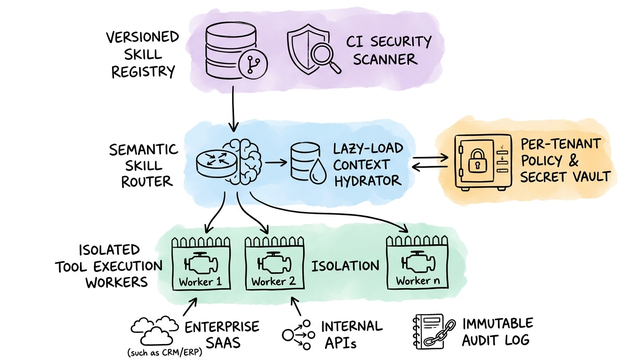 VERSIONED
SKILL
REGISTRY
CI SECURITY
SCANNER
SEMANTIC
SKILL
ROUTER
LAZY-LOAD
CONTEXT
HYDRATOR
PER-TENANT
POLICY &
SECRET VAULT
ISOLATED
TOOL EXECUTION
WORKERS
Worker 1
Worker 2
ISOLATION
Worker n
ENTERPRISE
SAAS
(such as CRM/ERP)
INTERNAL
APIs
IMMUTABLE
AUDIT LOG